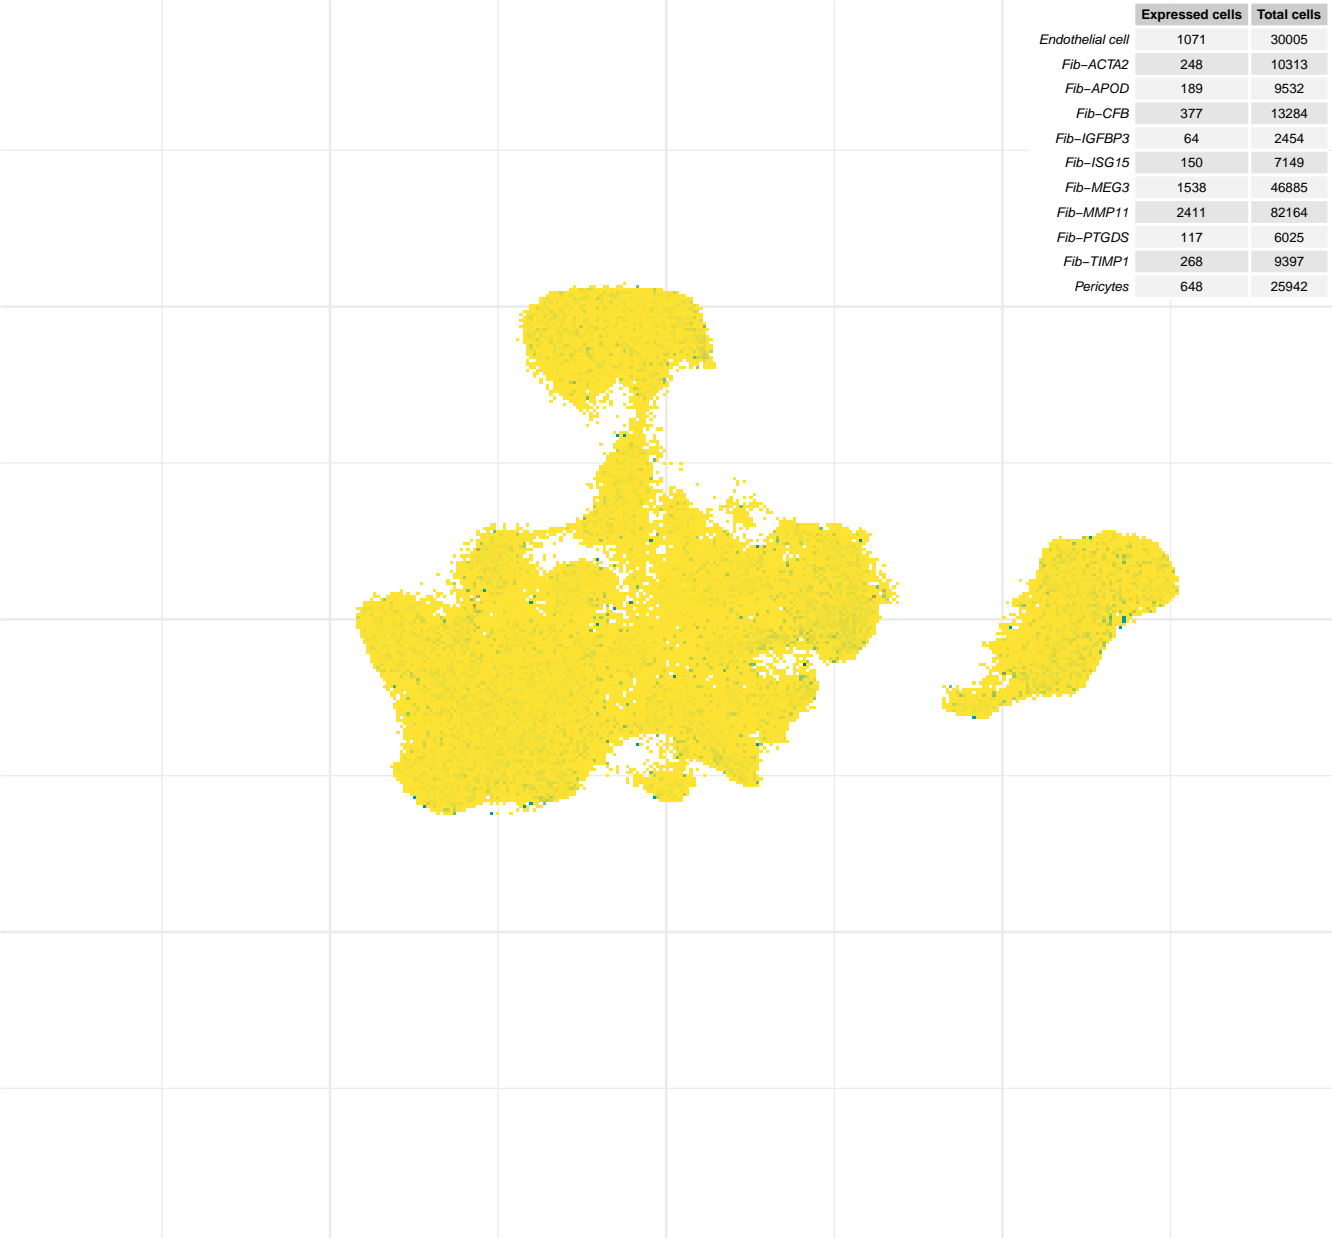 Expressed cells Total cells
Endothelial cell 1071 30005
Fib−ACTA2 248 10313
Fib−APOD 189 9532
Fib−CFB 377 13284
Fib−IGFBP3 64 2454
Fib−ISG15 150 7149
Fib−MEG3 1538 46885
Fib−MMP11 2411 82164
Fib−PTGDS 117 6025
Fib−TIMP1 268 9397
Pericytes 648 25942